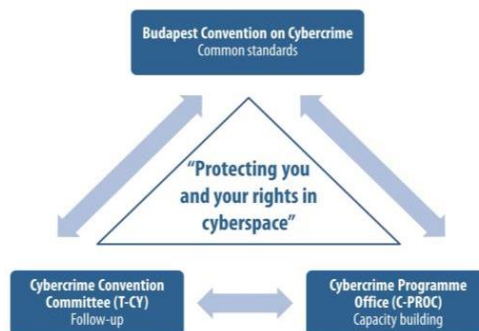 Budapest Convention on Cybercrime
Common standards
“Protecting you
and your rights in
cyberspace”
Cybercrime Convention
Committee (T-CY)
Follow-up
Cybercrime Programme
Office (C-PROC)
Capacity building